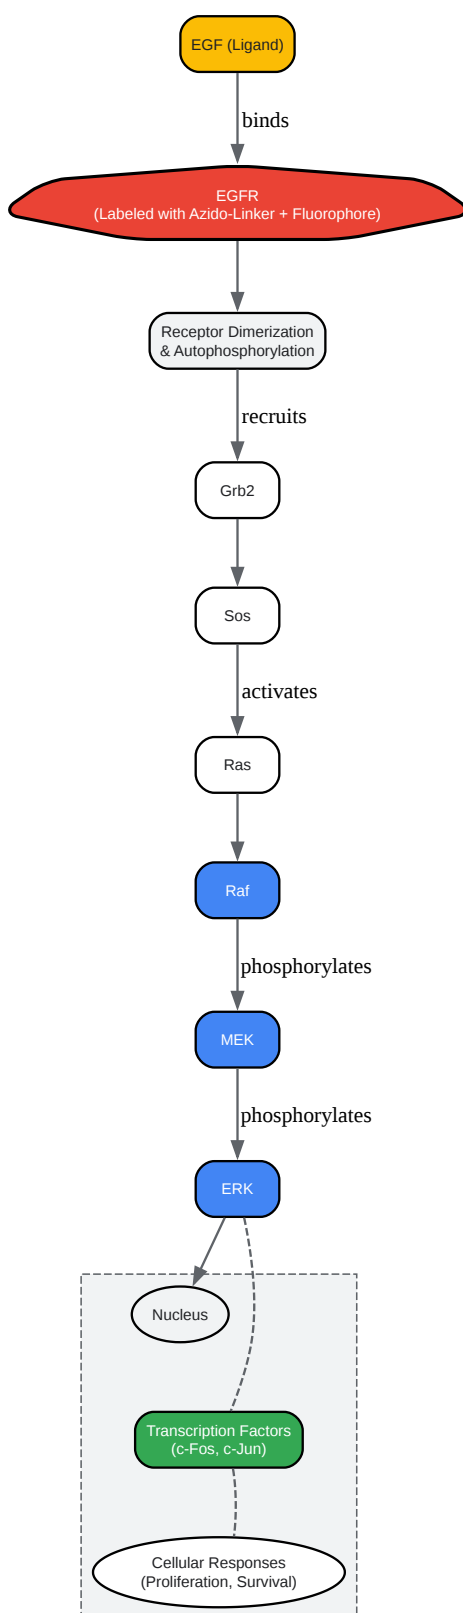 EGF (Ligand)
binds
EGFR
(Labeled with Azido-Linker + Fluorophore)
Receptor Dimerization
& Autophosphorylation
recruits
Grb2
Sos
activates
Ras
Raf
phosphorylates
MEK
phosphorylates
ERK
Nucleus
Transcription Factors
(c-Fos, c-Jun)
Cellular Responses
(Proliferation, Survival)